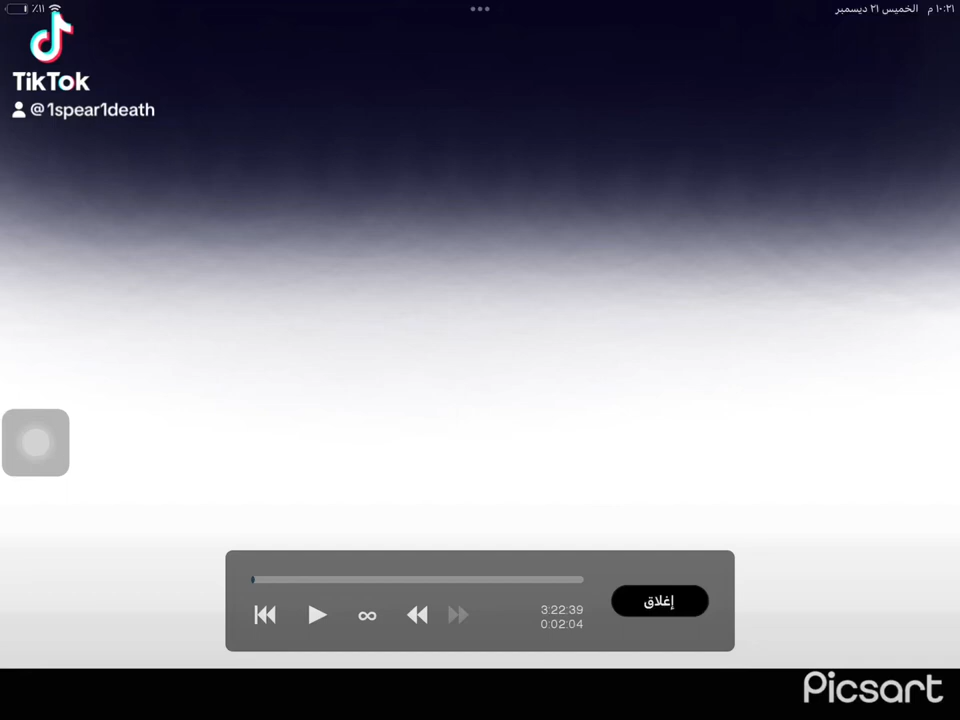 ٪١١
الخميس ٢١ ديسمبر ١٠:٢١ م
TikTok
@1spear1death
3:22:39
0:02:04
إغلاق
Picsart